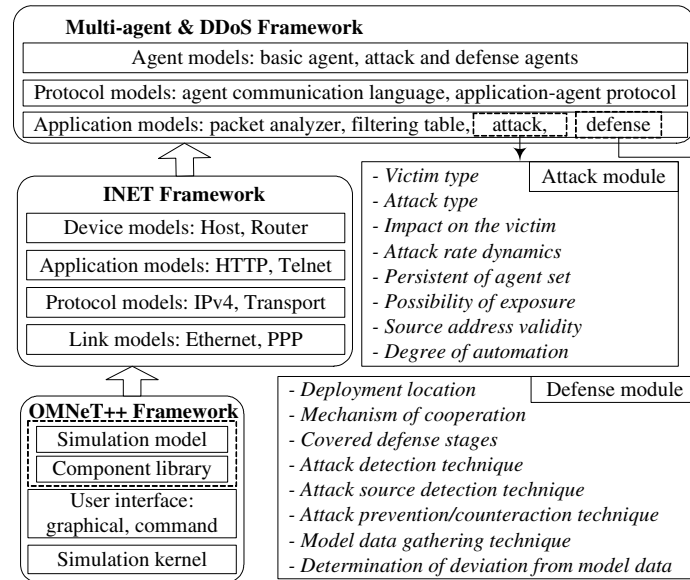 Multi-agent & DDoS Framework
Agent models: basic agent, attack and defense agents
Protocol models: agent communication language, application-agent protocol
Application models: packet analyzer, filtering table, attack, defense
INET Framework
Device models: Host, Router
Application models: HTTP, Telnet
Protocol models: IPv4, Transport
Link models: Ethernet, PPP
OMNeT++ Framework
Simulation model
Component library
User interface:
graphical, command
Simulation kernel
Attack module
- Victim type
- Attack type
- Impact on the victim
- Attack rate dynamics
- Persistent of agent set
- Possibility of exposure
- Source address validity
- Degree of automation
Defense module
- Deployment location
- Mechanism of cooperation
- Covered defense stages
- Attack detection technique
- Attack source detection technique
- Attack prevention/counteraction technique
- Model data gathering technique
- Determination of deviation from model data